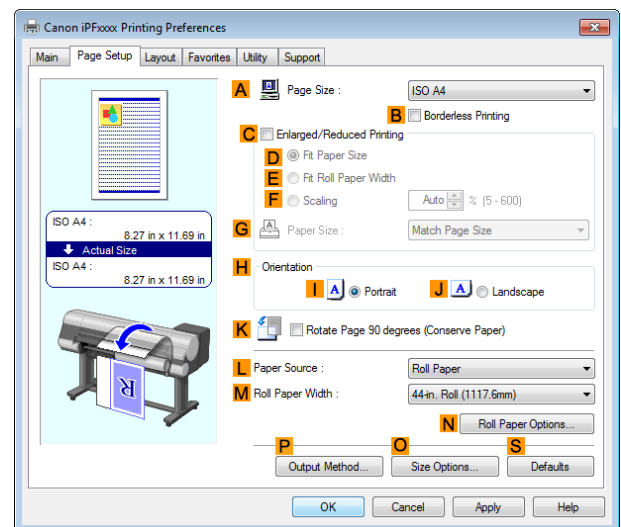 Canon iPFxxxx Printing Preferences
Main Page Setup Layout Favorites Utility Support
A Page Size : ISO A4
B Borderless Printing
C Enlarged/Reduced Printing
D Fit Paper Size
E Fit Roll Paper Width
F Scaling Auto % (5 - 600)
G A Paper Size : Match Page Size
ISO A4 :
8.27 in x 11.69 in
Actual Size
ISO A4 :
8.27 in x 11.69 in
H Orientation
I A Portrait J A Landscape
K Rotate Page 90 degrees (Conserve Paper)
R
L Paper Source : Roll Paper
M Roll Paper Width : 44-in. Roll (1117.6mm)
N Roll Paper Options...
P O S
Output Method... Size Options... Defaults
OK Cancel Apply Help